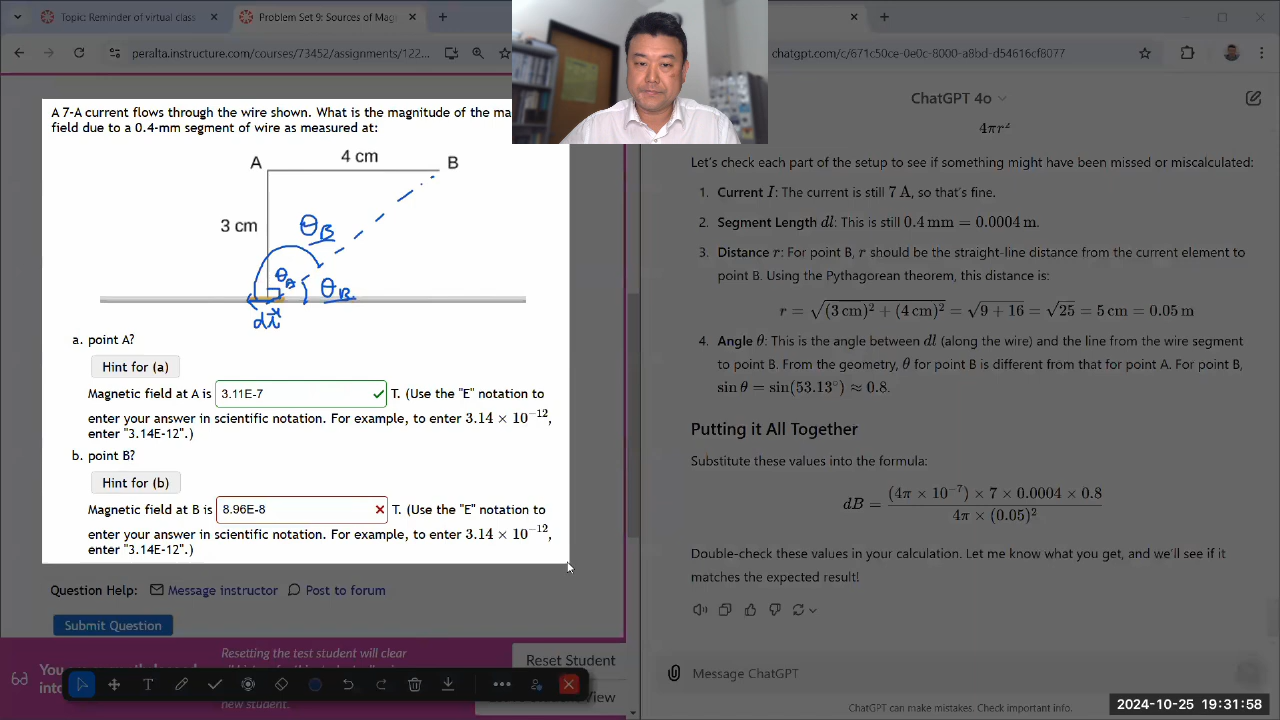 Topic: Reminder of virtual class
Problem Set 9: Sources of Mag
peralta.instructure.com/courses/73452/assignments/122...
chatgpt.com/c/671c50ce-0e0c-8000-a8bd-d54616cf8077
A 7-A current flows through the wire shown. What is the magnitude of the ma
field due to a 0.4-mm segment of wire as measured at:
A
4 cm
B
3 cm
θB
θA
θB
dl
a. point A?
Hint for (a)
Magnetic field at A is 3.11E-7 T. (Use the "E" notation to
enter your answer in scientific notation. For example, to enter 3.14 × 10⁻¹²,
enter "3.14E-12".)
b. point B?
Hint for (b)
Magnetic field at B is 8.96E-8 T. (Use the "E" notation to
enter your answer in scientific notation. For example, to enter 3.14 × 10⁻¹²,
enter "3.14E-12".)
Question Help: Message instructor Post to forum
Submit Question
You
into
Resetting the test student will clear
new student.
Reset Student
View
ChatGPT 4o
4πr²
Let's check each part of the setup to see if something might have been missed or miscalculated:
1. Current I: The current is still 7 A, so that's fine.
2. Segment Length dl: This is still 0.4 mm = 0.0004 m.
3. Distance r: For point B, r should be the straight-line distance from the current element to
point B. Using the Pythagorean theorem, this distance is:
r = √(3 cm)² + (4 cm)² = √9 + 16 = √25 = 5 cm = 0.05 m
4. Angle θ: This is the angle between dl (along the wire) and the line from the wire segment
to point B. From the geometry, θ for point B is different from that for point A. For point B,
sin θ = sin(53.13°) ≈ 0.8.
Putting it All Together
Substitute these values into the formula:
dB = (4π × 10⁻⁷) × 7 × 0.0004 × 0.8
4π × (0.05)²
Double-check these values in your calculation. Let me know what you get, and we'll see if it
matches the expected result!
Message ChatGPT
ChatGPT can make mistakes. Check important info.
2024-10-25 19:31:58